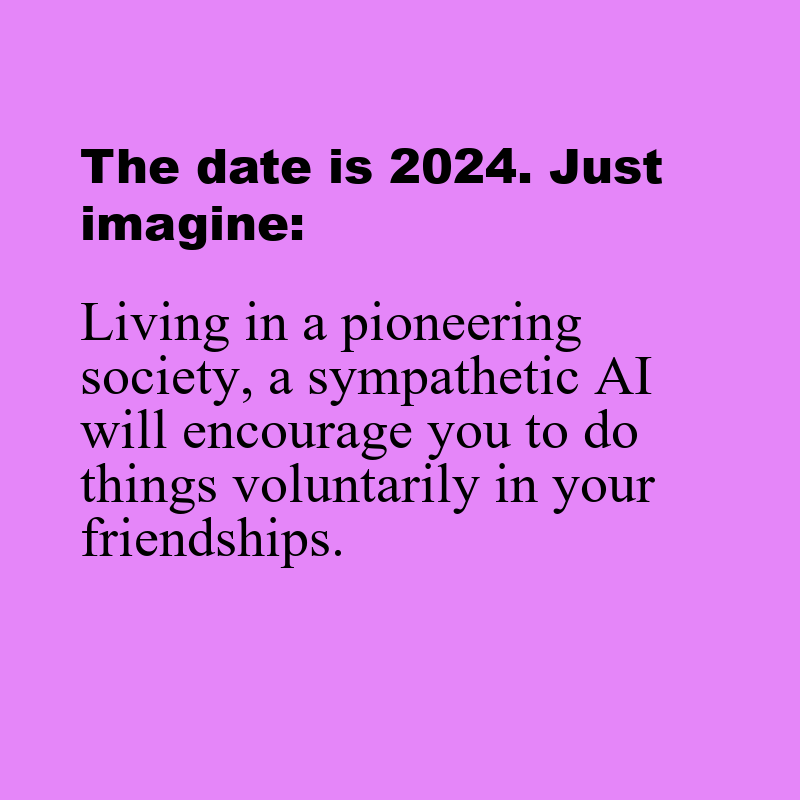 The date is 2024. Just
imagine:
Living in a pioneering
society, a sympathetic AI
will encourage you to do
things voluntarily in your
friendships.